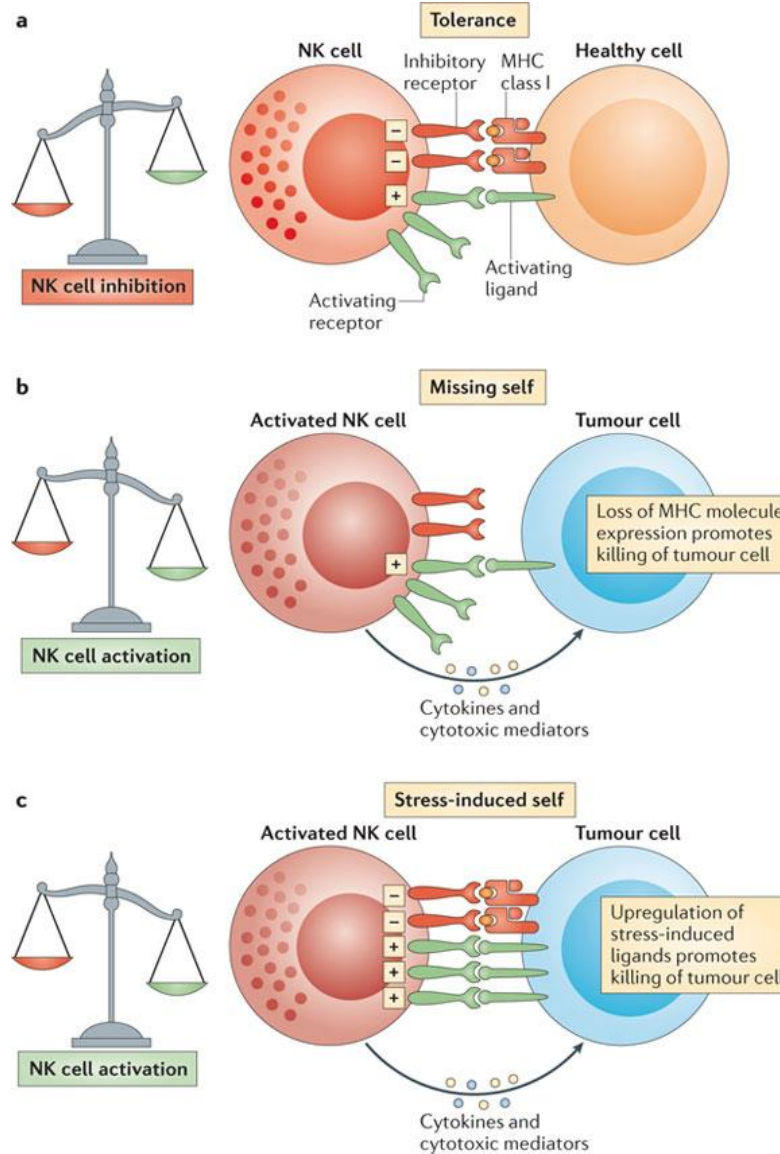 a
Tolerance
NK cell
Inhibitory
receptor
MHC
class I
Healthy cell
−
−
+
NK cell inhibition
Activating
receptor
Activating
ligand
b
Missing self
Activated NK cell
Tumour cell
Loss of MHC molecule
expression promotes
killing of tumour cell
+
NK cell activation
Cytokines and
cytotoxic mediators
c
Stress-induced self
Activated NK cell
Tumour cell
−
−
+
+
+
Upregulation of
stress-induced
ligands promotes
killing of tumour cell
NK cell activation
Cytokines and
cytotoxic mediators